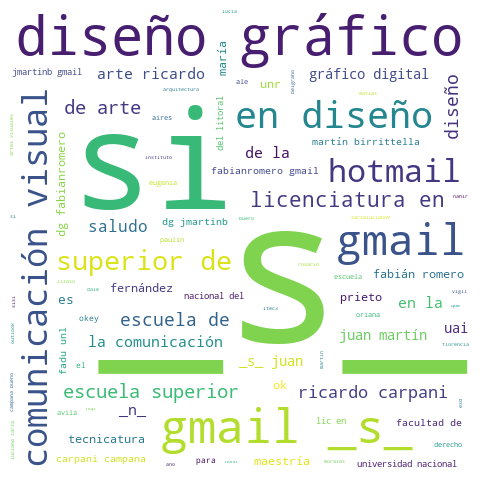 diseño gráfico
jmartinb gmail
arte ricardo
maría
unr
gráfico digital
de arte
si
en diseño
diseño
aires
del litoral
martín birrittella
de la
hotmail
comunicación visual
dg fabianromero
instituto
fabianromero gmail
eugenia
licenciatura en
saludo
dg jmartinb
paulin
_S_
gmail
superior de
fabián romero
escuela
es
fernández
nacional del
prieto
en la
vigil
que
oriana
okey
escuela de
juan martín
uai
fadu unl
la comunicación
el
_s_ juan
ok
escuela superior
_n_
ricardo carpani
gmail _s_
lic en
facultad de
tecnicatura
derecho
carpani campana
para
maestría
ano
universidad nacional